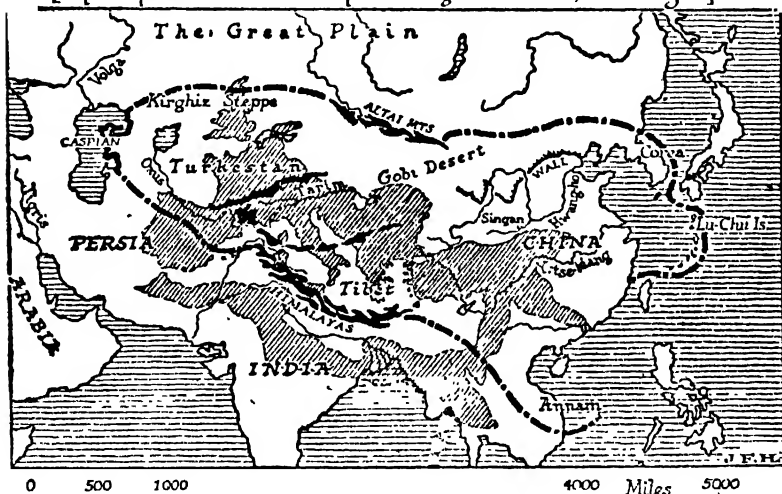 The Great Plain
Volga
Kirghiz Steppe
ALTAI MTS
CASPIAN
Oxus
Turkestan
Gobi Desert
WALL
Corea
Tarim
Tigris
Singan
Hwangho
Lu-Chu Is.
PERSIA
CHINA
Tibet
ARABIA
HIMALAYAS
INDIA
Annam
J.F.H.
0 500 1000 4000 Miles 5000